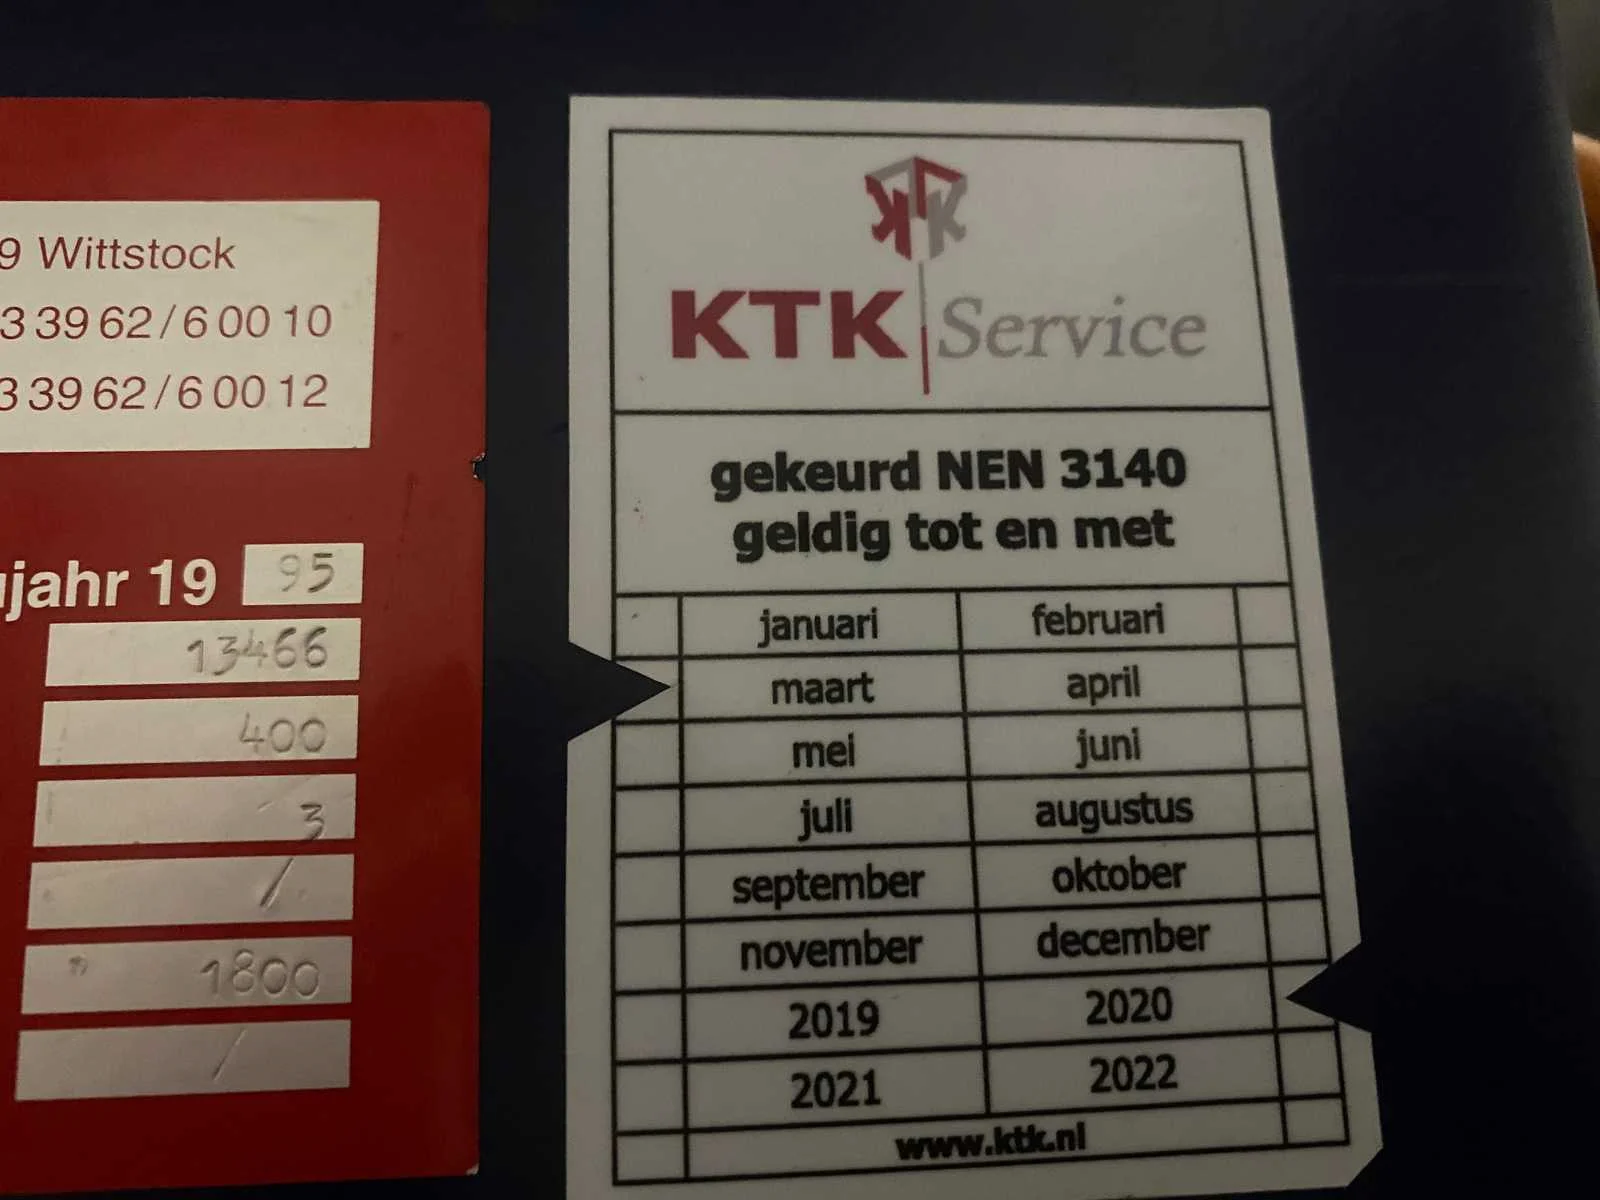 9 Wittstock
3 39 62 / 6 00 10
3 39 62 / 6 00 12
jahr 19 95
13466
400
3
/
1800
/
KTK Service
gekeurd NEN 3140
geldig tot en met
januari februari
maart april
mei juni
juli augustus
september oktober
november december
2019 2020
2021 2022
www.ktk.nl